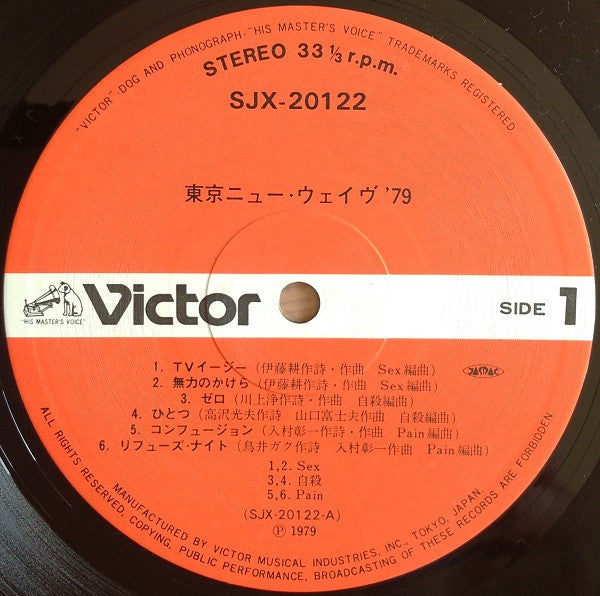 "VICTOR"-DOG AND PHONOGRAPH-"HIS MASTER'S VOICE" TRADEMARKS REGISTERED
STEREO 33⅓ r.p.m.
SJX-20122
東京ニュー・ウェイヴ '79
"HIS MASTER'S VOICE"
Victor
SIDE 1
1. TVイージー (伊藤耕作詩・作曲 Sex編曲)
JASRAC
2. 無力のかけら (伊藤耕作詩・作曲 Sex編曲)
3. ゼロ (川上浄作詩・作曲 自殺編曲)
4. ひとつ (高沢光夫作詩 山口富士夫作曲 自殺編曲)
5. コンフュージョン (入村彰一作詩・作曲 Pain編曲)
6. リフューズ・ナイト (鳥井ガク作詩 入村彰一作曲 Pain編曲)
1,2. Sex
3,4. 自殺
5,6. Pain
(SJX-20122-A)
Ⓟ 1979
MANUFACTURED BY VICTOR MUSICAL INDUSTRIES, INC., TOKYO, JAPAN.
ALL RIGHTS RESERVED, COPYING, PUBLIC PERFORMANCE, BROADCASTING OF THESE RECORDS ARE FORBIDDEN.